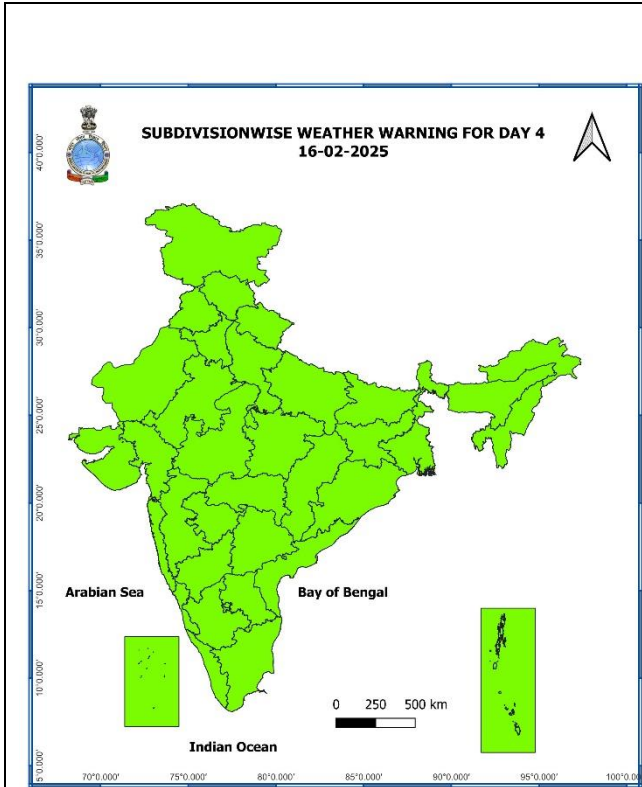 SUBDIVISIONWISE WEATHER WARNING FOR DAY 4
16-02-2025
40°0.000'
35°0.000'
30°0.000'
25°0.000'
20°0.000'
15°0.000'
10°0.000'
5°0.000'
Arabian Sea
Bay of Bengal
0 250 500 km
Indian Ocean
70°0.000' 75°0.000' 80°0.000' 85°0.000' 90°0.000' 95°0.000' 100°0.00